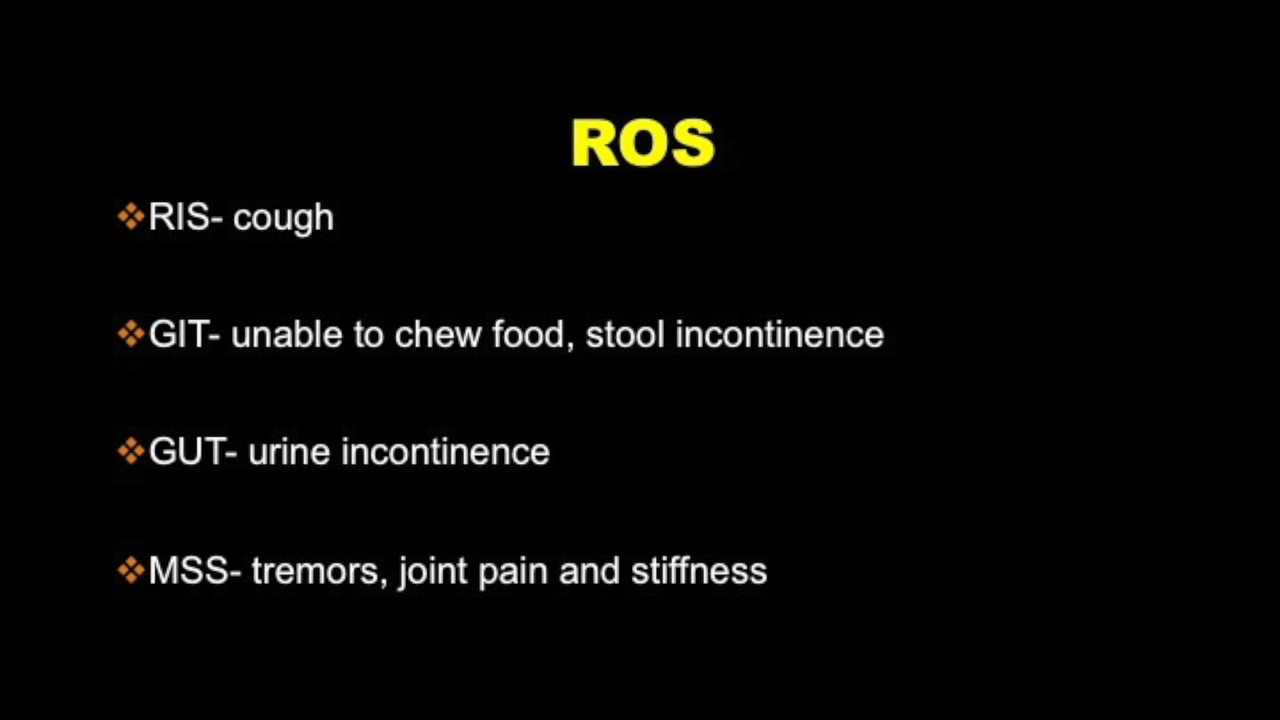 ROS
❖RIS- cough
❖GIT- unable to chew food, stool incontinence
❖GUT- urine incontinence
❖MSS- tremors, joint pain and stiffness